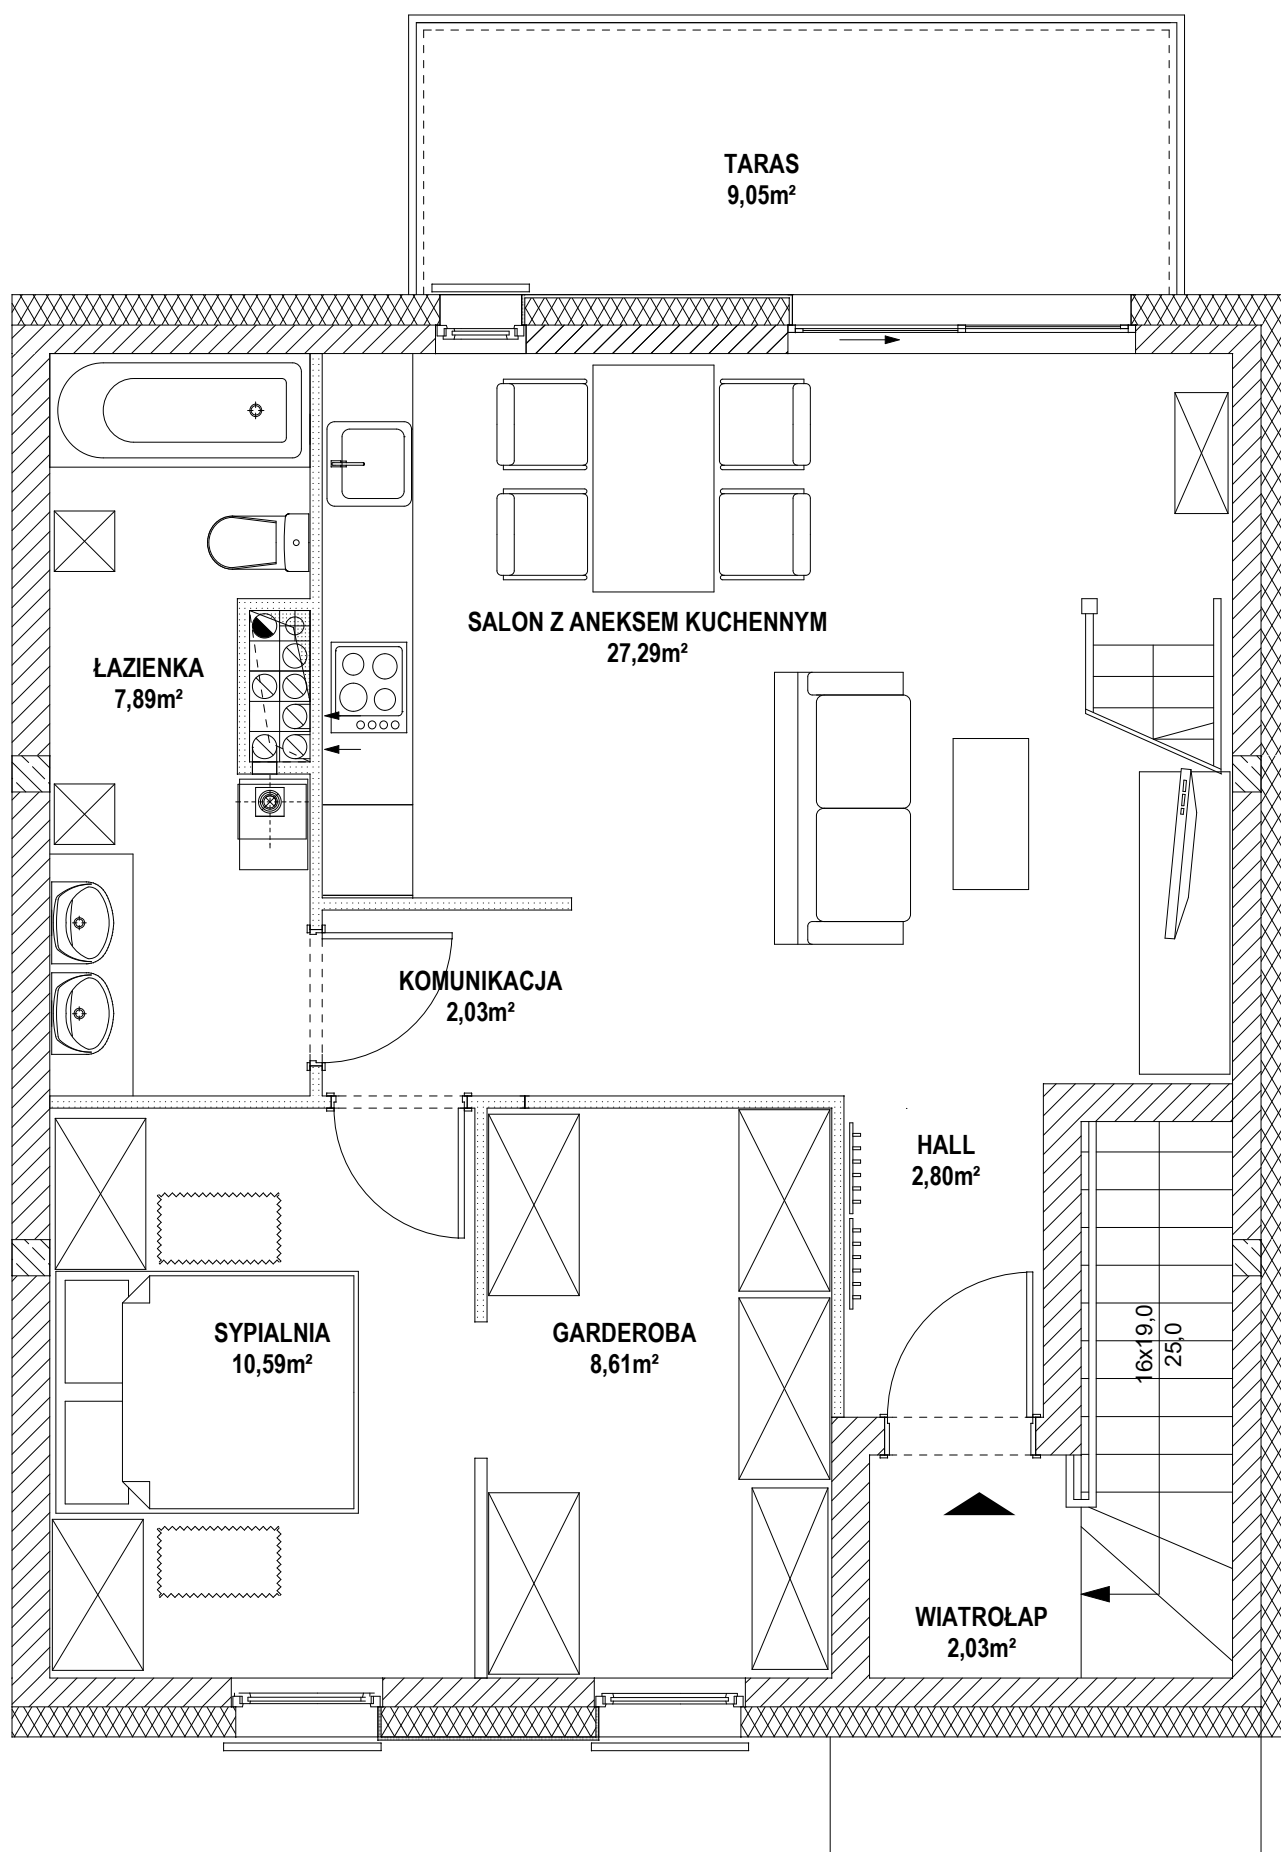 TARAS
9,05m²
SALON Z ANEKSEM KUCHENNYM
27,29m²
ŁAZIENKA
7,89m²
KOMUNIKACJA
2,03m²
HALL
2,80m²
SYPIALNIA
10,59m²
GARDEROBA
8,61m²
16x19,0
25,0
WIATROŁAP
2,03m²